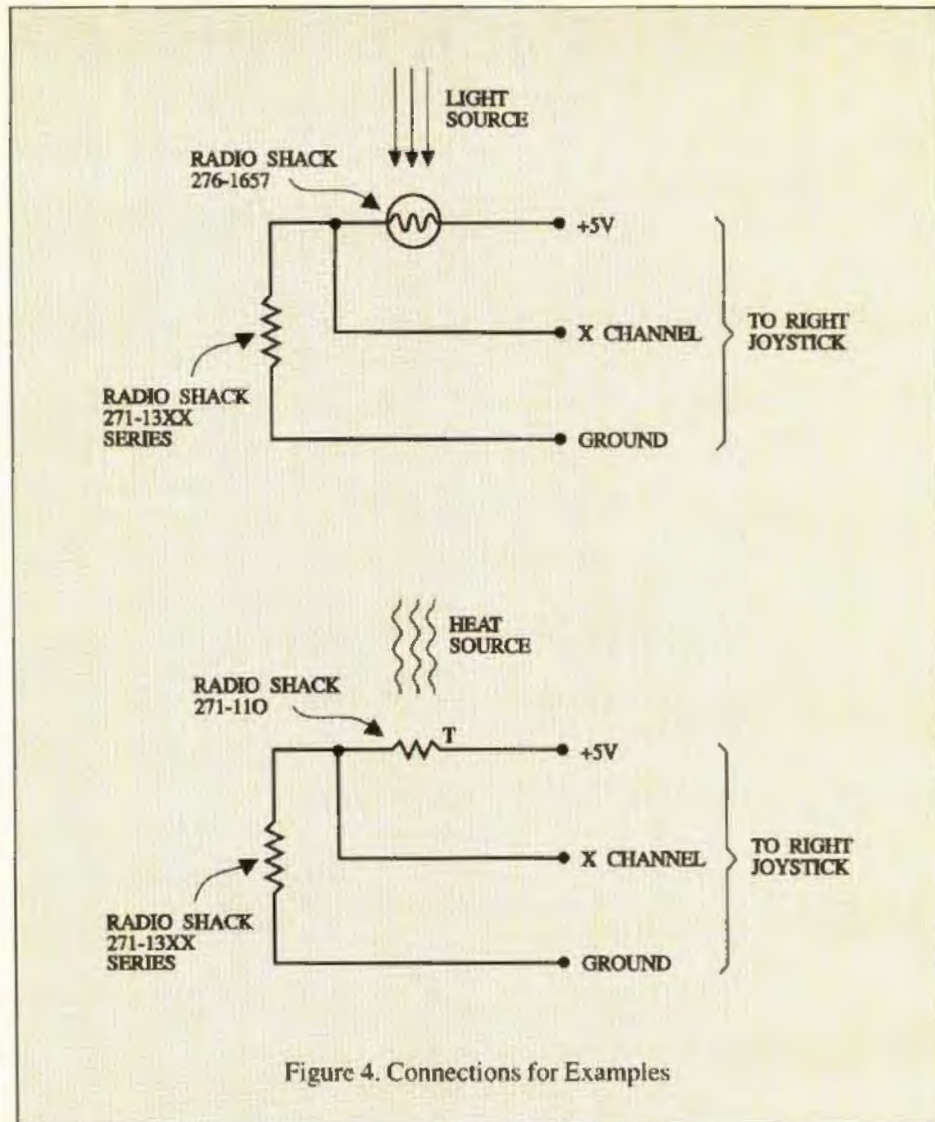 LIGHT
SOURCE
RADIO SHACK
276-1657
+5V
X CHANNEL
TO RIGHT
JOYSTICK
RADIO SHACK
271-13XX
SERIES
GROUND
HEAT
SOURCE
RADIO SHACK
271-110
T
+5V
X CHANNEL
TO RIGHT
JOYSTICK
RADIO SHACK
271-13XX
SERIES
GROUND
Figure 4. Connections for Examples